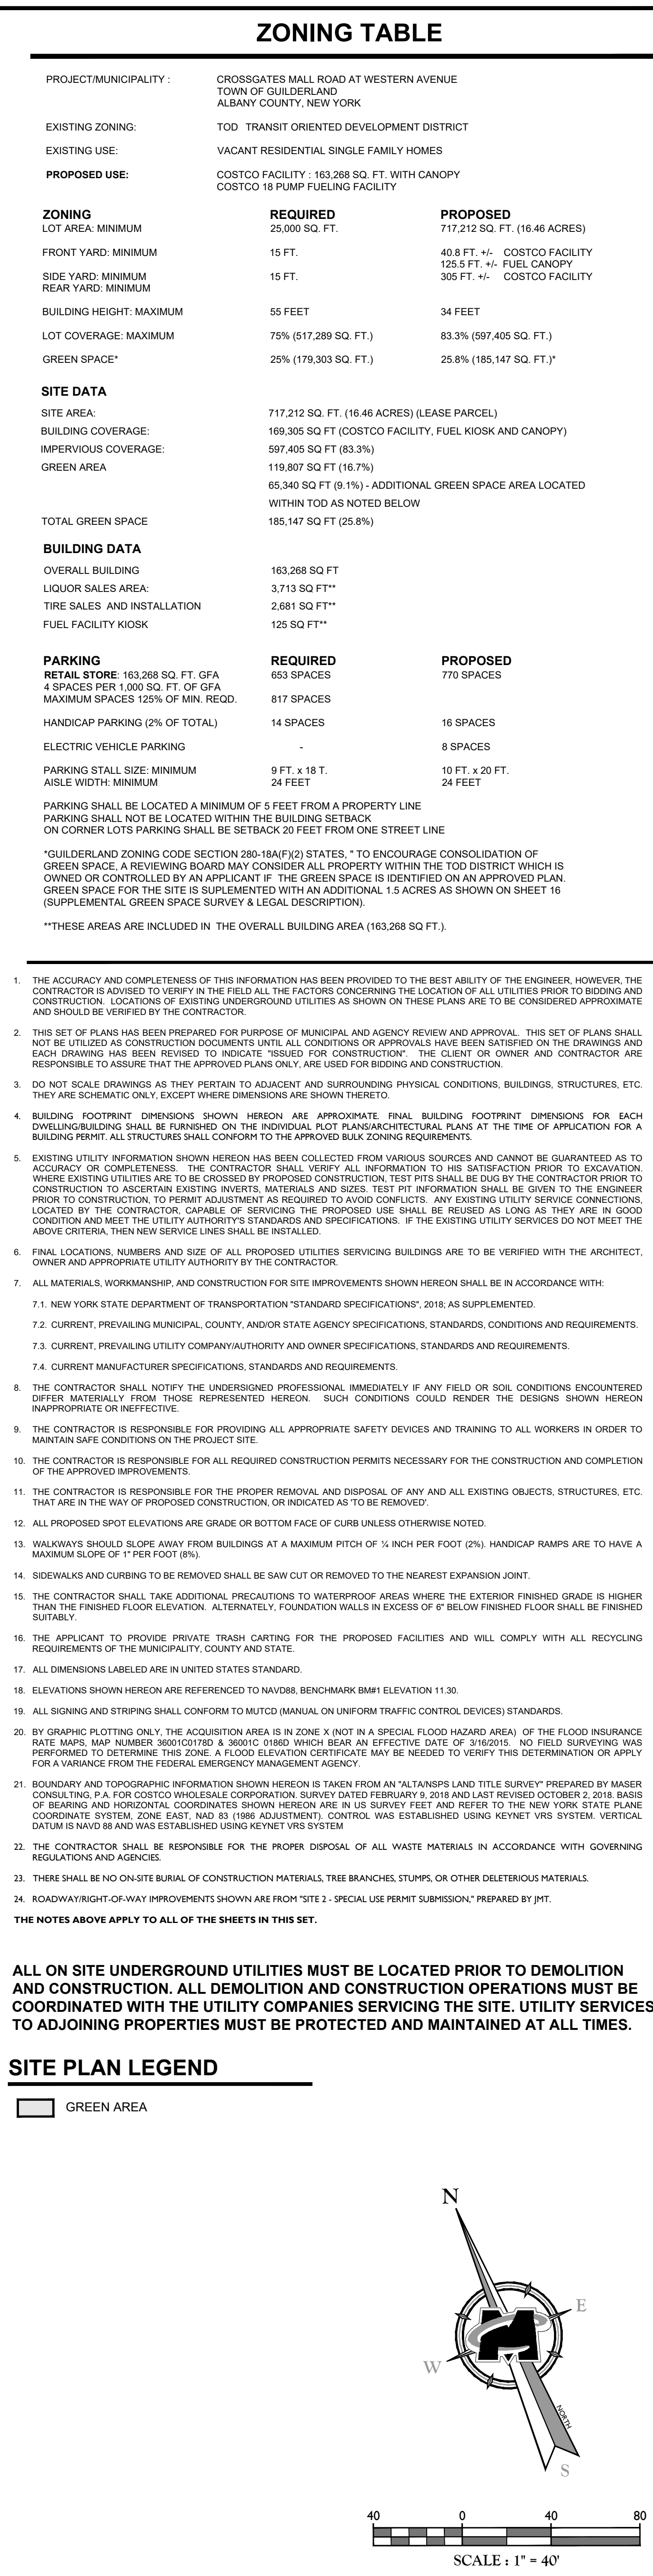 ZONING TABLE
PROJECT/MUNICIPALITY : CROSSGATES MALL ROAD AT WESTERN AVENUE
TOWN OF GUILDERLAND
ALBANY COUNTY, NEW YORK
EXISTING ZONING: TOD TRANSIT ORIENTED DEVELOPMENT DISTRICT
EXISTING USE: VACANT RESIDENTIAL SINGLE FAMILY HOMES
PROPOSED USE: COSTCO FACILITY : 163,268 SQ. FT. WITH CANOPY
COSTCO 18 PUMP FUELING FACILITY
ZONING REQUIRED PROPOSED
LOT AREA: MINIMUM 25,000 SQ. FT. 717,212 SQ. FT. (16.46 ACRES)
FRONT YARD: MINIMUM 15 FT. 40.8 FT. +/- COSTCO FACILITY
125.5 FT. +/- FUEL CANOPY
SIDE YARD: MINIMUM 15 FT. 305 FT. +/- COSTCO FACILITY
REAR YARD: MINIMUM
BUILDING HEIGHT: MAXIMUM 55 FEET 34 FEET
LOT COVERAGE: MAXIMUM 75% (517,289 SQ. FT.) 83.3% (597,405 SQ. FT.)
GREEN SPACE* 25% (179,303 SQ. FT.) 25.8% (185,147 SQ. FT.)*
SITE DATA
SITE AREA: 717,212 SQ. FT. (16.46 ACRES) (LEASE PARCEL)
BUILDING COVERAGE: 169,305 SQ FT (COSTCO FACILITY, FUEL KIOSK AND CANOPY)
IMPERVIOUS COVERAGE: 597,405 SQ FT (83.3%)
GREEN AREA 119,807 SQ FT (16.7%)
65,340 SQ FT (9.1%) - ADDITIONAL GREEN SPACE AREA LOCATED
WITHIN TOD AS NOTED BELOW
TOTAL GREEN SPACE 185,147 SQ FT (25.8%)
BUILDING DATA
OVERALL BUILDING 163,268 SQ FT
LIQUOR SALES AREA: 3,713 SQ FT**
TIRE SALES AND INSTALLATION 2,681 SQ FT**
FUEL FACILITY KIOSK 125 SQ FT**
PARKING REQUIRED PROPOSED
RETAIL STORE: 163,268 SQ. FT. GFA 653 SPACES 770 SPACES
4 SPACES PER 1,000 SQ. FT. OF GFA
MAXIMUM SPACES 125% OF MIN. REQD. 817 SPACES
HANDICAP PARKING (2% OF TOTAL) 14 SPACES 16 SPACES
ELECTRIC VEHICLE PARKING - 8 SPACES
PARKING STALL SIZE: MINIMUM 9 FT. x 18 T. 10 FT. x 20 FT.
AISLE WIDTH: MINIMUM 24 FEET 24 FEET
PARKING SHALL BE LOCATED A MINIMUM OF 5 FEET FROM A PROPERTY LINE
PARKING SHALL NOT BE LOCATED WITHIN THE BUILDING SETBACK
ON CORNER LOTS PARKING SHALL BE SETBACK 20 FEET FROM ONE STREET LINE
*GUILDERLAND ZONING CODE SECTION 280-18A(F)(2) STATES, " TO ENCOURAGE CONSOLIDATION OF
GREEN SPACE, A REVIEWING BOARD MAY CONSIDER ALL PROPERTY WITHIN THE TOD DISTRICT WHICH IS
OWNED OR CONTROLLED BY AN APPLICANT IF THE GREEN SPACE IS IDENTIFIED ON AN APPROVED PLAN.
GREEN SPACE FOR THE SITE IS SUPLEMENTED WITH AN ADDITIONAL 1.5 ACRES AS SHOWN ON SHEET 16
(SUPPLEMENTAL GREEN SPACE SURVEY & LEGAL DESCRIPTION).
**THESE AREAS ARE INCLUDED IN THE OVERALL BUILDING AREA (163,268 SQ FT.).
1. THE ACCURACY AND COMPLETENESS OF THIS INFORMATION HAS BEEN PROVIDED TO THE BEST ABILITY OF THE ENGINEER, HOWEVER, THE
CONTRACTOR IS ADVISED TO VERIFY IN THE FIELD ALL THE FACTORS CONCERNING THE LOCATION OF ALL UTILITIES PRIOR TO BIDDING AND
CONSTRUCTION. LOCATIONS OF EXISTING UNDERGROUND UTILITIES AS SHOWN ON THESE PLANS ARE TO BE CONSIDERED APPROXIMATE
AND SHOULD BE VERIFIED BY THE CONTRACTOR.
2. THIS SET OF PLANS HAS BEEN PREPARED FOR PURPOSE OF MUNICIPAL AND AGENCY REVIEW AND APPROVAL. THIS SET OF PLANS SHALL
NOT BE UTILIZED AS CONSTRUCTION DOCUMENTS UNTIL ALL CONDITIONS OR APPROVALS HAVE BEEN SATISFIED ON THE DRAWINGS AND
EACH DRAWING HAS BEEN REVISED TO INDICATE "ISSUED FOR CONSTRUCTION". THE CLIENT OR OWNER AND CONTRACTOR ARE
RESPONSIBLE TO ASSURE THAT THE APPROVED PLANS ONLY, ARE USED FOR BIDDING AND CONSTRUCTION.
3. DO NOT SCALE DRAWINGS AS THEY PERTAIN TO ADJACENT AND SURROUNDING PHYSICAL CONDITIONS, BUILDINGS, STRUCTURES, ETC.
THEY ARE SCHEMATIC ONLY, EXCEPT WHERE DIMENSIONS ARE SHOWN THERETO.
4. BUILDING FOOTPRINT DIMENSIONS SHOWN HEREON ARE APPROXIMATE. FINAL BUILDING FOOTPRINT DIMENSIONS FOR EACH
DWELLING/BUILDING SHALL BE FURNISHED ON THE INDIVIDUAL PLOT PLANS/ARCHITECTURAL PLANS AT THE TIME OF APPLICATION FOR A
BUILDING PERMIT. ALL STRUCTURES SHALL CONFORM TO THE APPROVED BULK ZONING REQUIREMENTS.
5. EXISTING UTILITY INFORMATION SHOWN HEREON HAS BEEN COLLECTED FROM VARIOUS SOURCES AND CANNOT BE GUARANTEED AS TO
ACCURACY OR COMPLETENESS. THE CONTRACTOR SHALL VERIFY ALL INFORMATION TO HIS SATISFACTION PRIOR TO EXCAVATION.
WHERE EXISTING UTILITIES ARE TO BE CROSSED BY PROPOSED CONSTRUCTION, TEST PITS SHALL BE DUG BY THE CONTRACTOR PRIOR TO
CONSTRUCTION TO ASCERTAIN EXISTING INVERTS, MATERIALS AND SIZES. TEST PIT INFORMATION SHALL BE GIVEN TO THE ENGINEER
PRIOR TO CONSTRUCTION, TO PERMIT ADJUSTMENT AS REQUIRED TO AVOID CONFLICTS. ANY EXISTING UTILITY SERVICE CONNECTIONS,
LOCATED BY THE CONTRACTOR, CAPABLE OF SERVICING THE PROPOSED USE SHALL BE REUSED AS LONG AS THEY ARE IN GOOD
CONDITION AND MEET THE UTILITY AUTHORITY'S STANDARDS AND SPECIFICATIONS. IF THE EXISTING UTILITY SERVICES DO NOT MEET THE
ABOVE CRITERIA, THEN NEW SERVICE LINES SHALL BE INSTALLED.
6. FINAL LOCATIONS, NUMBERS AND SIZE OF ALL PROPOSED UTILITIES SERVICING BUILDINGS ARE TO BE VERIFIED WITH THE ARCHITECT,
OWNER AND APPROPRIATE UTILITY AUTHORITY BY THE CONTRACTOR.
7. ALL MATERIALS, WORKMANSHIP, AND CONSTRUCTION FOR SITE IMPROVEMENTS SHOWN HEREON SHALL BE IN ACCORDANCE WITH:
7.1. NEW YORK STATE DEPARTMENT OF TRANSPORTATION "STANDARD SPECIFICATIONS", 2018; AS SUPPLEMENTED.
7.2. CURRENT, PREVAILING MUNICIPAL, COUNTY, AND/OR STATE AGENCY SPECIFICATIONS, STANDARDS, CONDITIONS AND REQUIREMENTS.
7.3. CURRENT, PREVAILING UTILITY COMPANY/AUTHORITY AND OWNER SPECIFICATIONS, STANDARDS AND REQUIREMENTS.
7.4. CURRENT MANUFACTURER SPECIFICATIONS, STANDARDS AND REQUIREMENTS.
8. THE CONTRACTOR SHALL NOTIFY THE UNDERSIGNED PROFESSIONAL IMMEDIATELY IF ANY FIELD OR SOIL CONDITIONS ENCOUNTERED
DIFFER MATERIALLY FROM THOSE REPRESENTED HEREON. SUCH CONDITIONS COULD RENDER THE DESIGNS SHOWN HEREON
INAPPROPRIATE OR INEFFECTIVE.
9. THE CONTRACTOR IS RESPONSIBLE FOR PROVIDING ALL APPROPRIATE SAFETY DEVICES AND TRAINING TO ALL WORKERS IN ORDER TO
MAINTAIN SAFE CONDITIONS ON THE PROJECT SITE.
10. THE CONTRACTOR IS RESPONSIBLE FOR ALL REQUIRED CONSTRUCTION PERMITS NECESSARY FOR THE CONSTRUCTION AND COMPLETION
OF THE APPROVED IMPROVEMENTS.
11. THE CONTRACTOR IS RESPONSIBLE FOR THE PROPER REMOVAL AND DISPOSAL OF ANY AND ALL EXISTING OBJECTS, STRUCTURES, ETC.
THAT ARE IN THE WAY OF PROPOSED CONSTRUCTION, OR INDICATED AS 'TO BE REMOVED'.
12. ALL PROPOSED SPOT ELEVATIONS ARE GRADE OR BOTTOM FACE OF CURB UNLESS OTHERWISE NOTED.
13. WALKWAYS SHOULD SLOPE AWAY FROM BUILDINGS AT A MAXIMUM PITCH OF ¼ INCH PER FOOT (2%). HANDICAP RAMPS ARE TO HAVE A
MAXIMUM SLOPE OF 1" PER FOOT (8%).
14. SIDEWALKS AND CURBING TO BE REMOVED SHALL BE SAW CUT OR REMOVED TO THE NEAREST EXPANSION JOINT.
15. THE CONTRACTOR SHALL TAKE ADDITIONAL PRECAUTIONS TO WATERPROOF AREAS WHERE THE EXTERIOR FINISHED GRADE IS HIGHER
THAN THE FINISHED FLOOR ELEVATION. ALTERNATELY, FOUNDATION WALLS IN EXCESS OF 6" BELOW FINISHED FLOOR SHALL BE FINISHED
SUITABLY.
16. THE APPLICANT TO PROVIDE PRIVATE TRASH CARTING FOR THE PROPOSED FACILITIES AND WILL COMPLY WITH ALL RECYCLING
REQUIREMENTS OF THE MUNICIPALITY, COUNTY AND STATE.
17. ALL DIMENSIONS LABELED ARE IN UNITED STATES STANDARD.
18. ELEVATIONS SHOWN HEREON ARE REFERENCED TO NAVD88, BENCHMARK BM#1 ELEVATION 11.30.
19. ALL SIGNING AND STRIPING SHALL CONFORM TO MUTCD (MANUAL ON UNIFORM TRAFFIC CONTROL DEVICES) STANDARDS.
20. BY GRAPHIC PLOTTING ONLY, THE ACQUISITION AREA IS IN ZONE X (NOT IN A SPECIAL FLOOD HAZARD AREA) OF THE FLOOD INSURANCE
RATE MAPS, MAP NUMBER 36001C0178D & 36001C 0186D WHICH BEAR AN EFFECTIVE DATE OF 3/16/2015. NO FIELD SURVEYING WAS
PERFORMED TO DETERMINE THIS ZONE. A FLOOD ELEVATION CERTIFICATE MAY BE NEEDED TO VERIFY THIS DETERMINATION OR APPLY
FOR A VARIANCE FROM THE FEDERAL EMERGENCY MANAGEMENT AGENCY.
21. BOUNDARY AND TOPOGRAPHIC INFORMATION SHOWN HEREON IS TAKEN FROM AN "ALTA/NSPS LAND TITLE SURVEY" PREPARED BY MASER
CONSULTING, P.A. FOR COSTCO WHOLESALE CORPORATION. SURVEY DATED FEBRUARY 9, 2018 AND LAST REVISED OCTOBER 2, 2018. BASIS
OF BEARING AND HORIZONTAL COORDINATES SHOWN HEREON ARE IN US SURVEY FEET AND REFER TO THE NEW YORK STATE PLANE
COORDINATE SYSTEM, ZONE EAST, NAD 83 (1986 ADJUSTMENT). CONTROL WAS ESTABLISHED USING KEYNET VRS SYSTEM. VERTICAL
DATUM IS NAVD 88 AND WAS ESTABLISHED USING KEYNET VRS SYSTEM
22. THE CONTRACTOR SHALL BE RESPONSIBLE FOR THE PROPER DISPOSAL OF ALL WASTE MATERIALS IN ACCORDANCE WITH GOVERNING
REGULATIONS AND AGENCIES.
23. THERE SHALL BE NO ON-SITE BURIAL OF CONSTRUCTION MATERIALS, TREE BRANCHES, STUMPS, OR OTHER DELETERIOUS MATERIALS.
24. ROADWAY/RIGHT-OF-WAY IMPROVEMENTS SHOWN ARE FROM "SITE 2 - SPECIAL USE PERMIT SUBMISSION," PREPARED BY JMT.
THE NOTES ABOVE APPLY TO ALL OF THE SHEETS IN THIS SET.
ALL ON SITE UNDERGROUND UTILITIES MUST BE LOCATED PRIOR TO DEMOLITION
AND CONSTRUCTION. ALL DEMOLITION AND CONSTRUCTION OPERATIONS MUST BE
COORDINATED WITH THE UTILITY COMPANIES SERVICING THE SITE. UTILITY SERVICES
TO ADJOINING PROPERTIES MUST BE PROTECTED AND MAINTAINED AT ALL TIMES.
SITE PLAN LEGEND
GREEN AREA
N
E
W
NORTH
S
40 0 40 80
SCALE : 1" = 40'